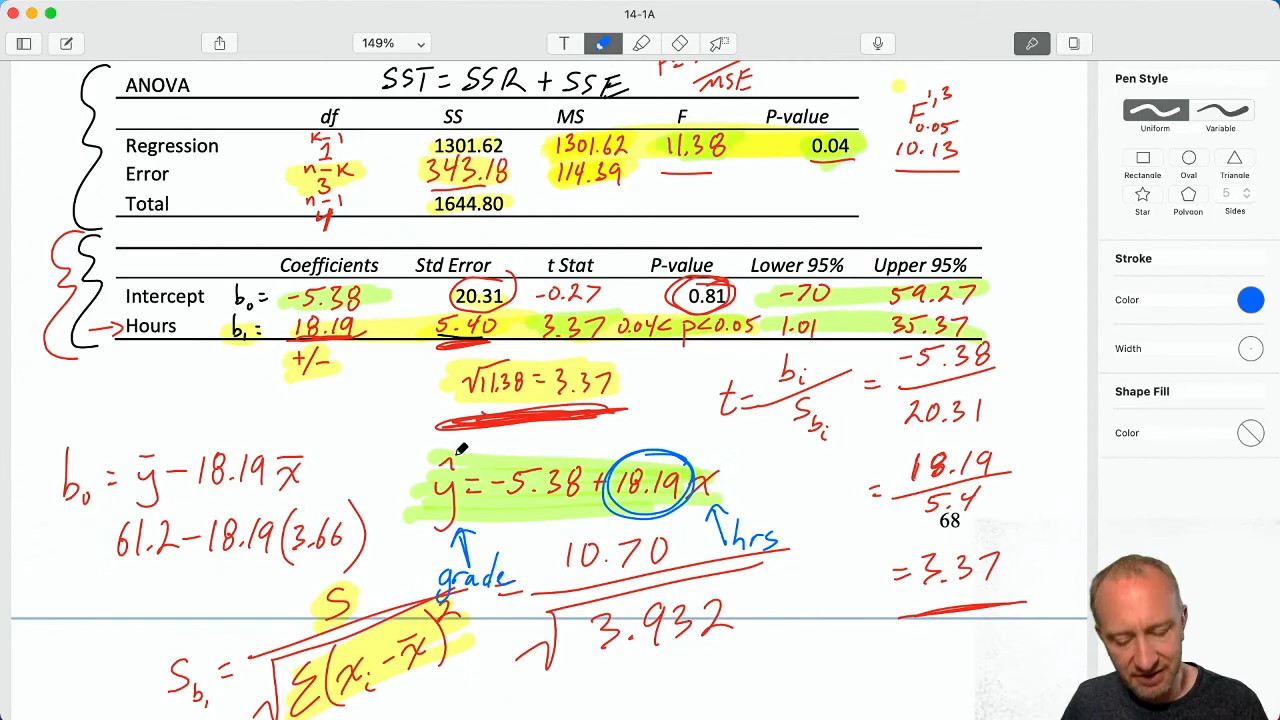 14-1A
149%
T
Pen Style
Uniform Variable
Rectangle Oval Triangle
Star Polygon Sides
5
Stroke
Color
Width
Shape Fill
Color
ANOVA SST = SSR + SSE
MSE
df SS MS F P-value
K-1
Regression 1 1301.62 1301.62 11.38 0.04
n-K
Error 3 343.18 114.39
n-1
Total 4 1644.80
F 1,3
0.05
10.13
Coefficients Std Error t Stat P-value Lower 95% Upper 95%
Intercept b₀ = -5.38 20.31 -0.27 0.81 -70 59.27
Hours b₁ = 18.19 5.40 3.37 0.04< p<0.05 1.01 35.37
+/-
√11.38 = 3.37
t = bᵢ / S_bᵢ = -5.38 / 20.31
= 18.19 / 5.4
68
= 3.37
b₀ = ȳ - 18.19 x̄
61.2 - 18.19(3.66)
ŷ = -5.38 + 18.19 x
grade
hrs
S_b₁ = S / √Σ(xᵢ - x̄)² = 10.70 / √3.932